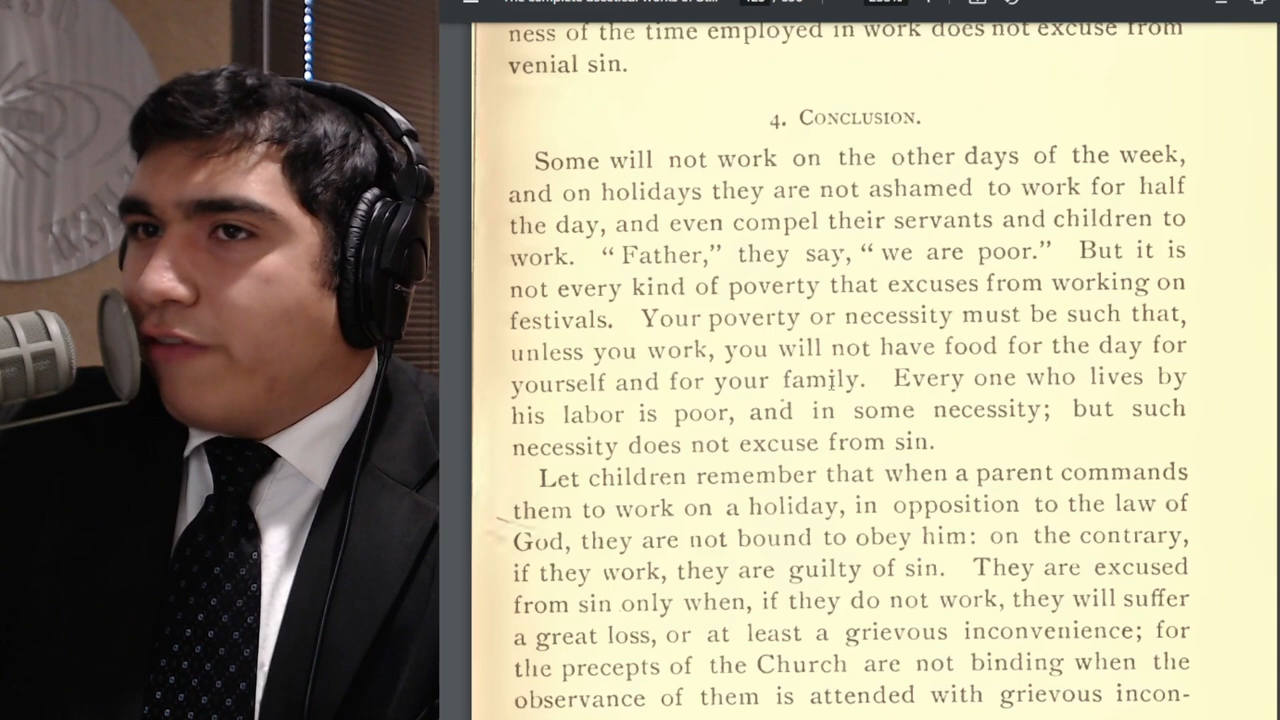 The complete ascetical works of St...
ness of the time employed in work does not excuse from
venial sin.
4. CONCLUSION.
Some will not work on the other days of the week,
and on holidays they are not ashamed to work for half
the day, and even compel their servants and children to
work. “Father,” they say, “we are poor.” But it is
not every kind of poverty that excuses from working on
festivals. Your poverty or necessity must be such that,
unless you work, you will not have food for the day for
yourself and for your family. Every one who lives by
his labor is poor, and in some necessity; but such
necessity does not excuse from sin.
Let children remember that when a parent commands
them to work on a holiday, in opposition to the law of
God, they are not bound to obey him: on the contrary,
if they work, they are guilty of sin. They are excused
from sin only when, if they do not work, they will suffer
a great loss, or at least a grievous inconvenience; for
the precepts of the Church are not binding when the
observance of them is attended with grievous incon-